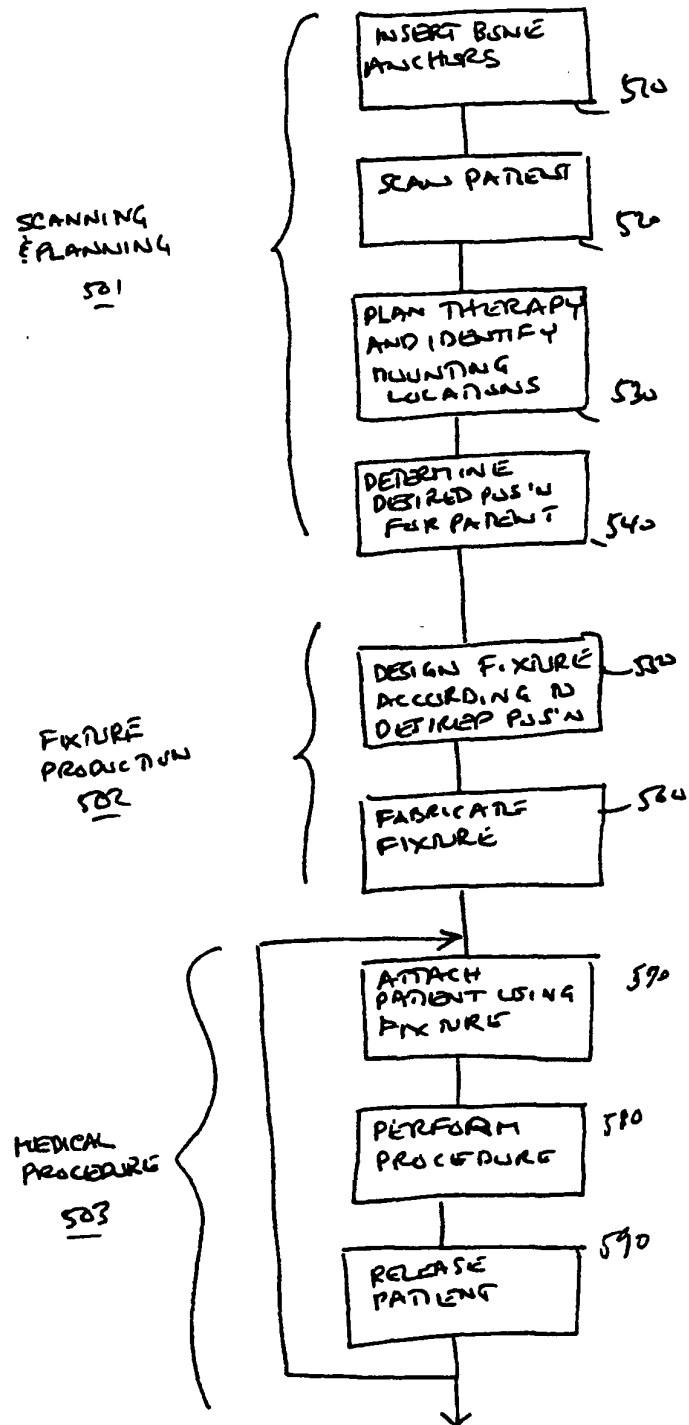 INSERT BONE
ANCHORS
510
SCAN PATIENT
520
SCANNING
& PLANNING
501
PLAN THERAPY
AND IDENTIFY
MOUNTING
LOCATIONS
530
DETERMINE
DESIRED POS'N
FOR PATIENT
540
DESIGN FIXTURE
ACCORDING TO
DESIRED POS'N
550
FIXTURE
PRODUCTION
502
FABRICATE
FIXTURE
560
ATTACH
PATIENT USING
FIXTURE
570
MEDICAL
PROCEDURE
503
PERFORM
PROCEDURE
580
RELEASE
PATIENT
590